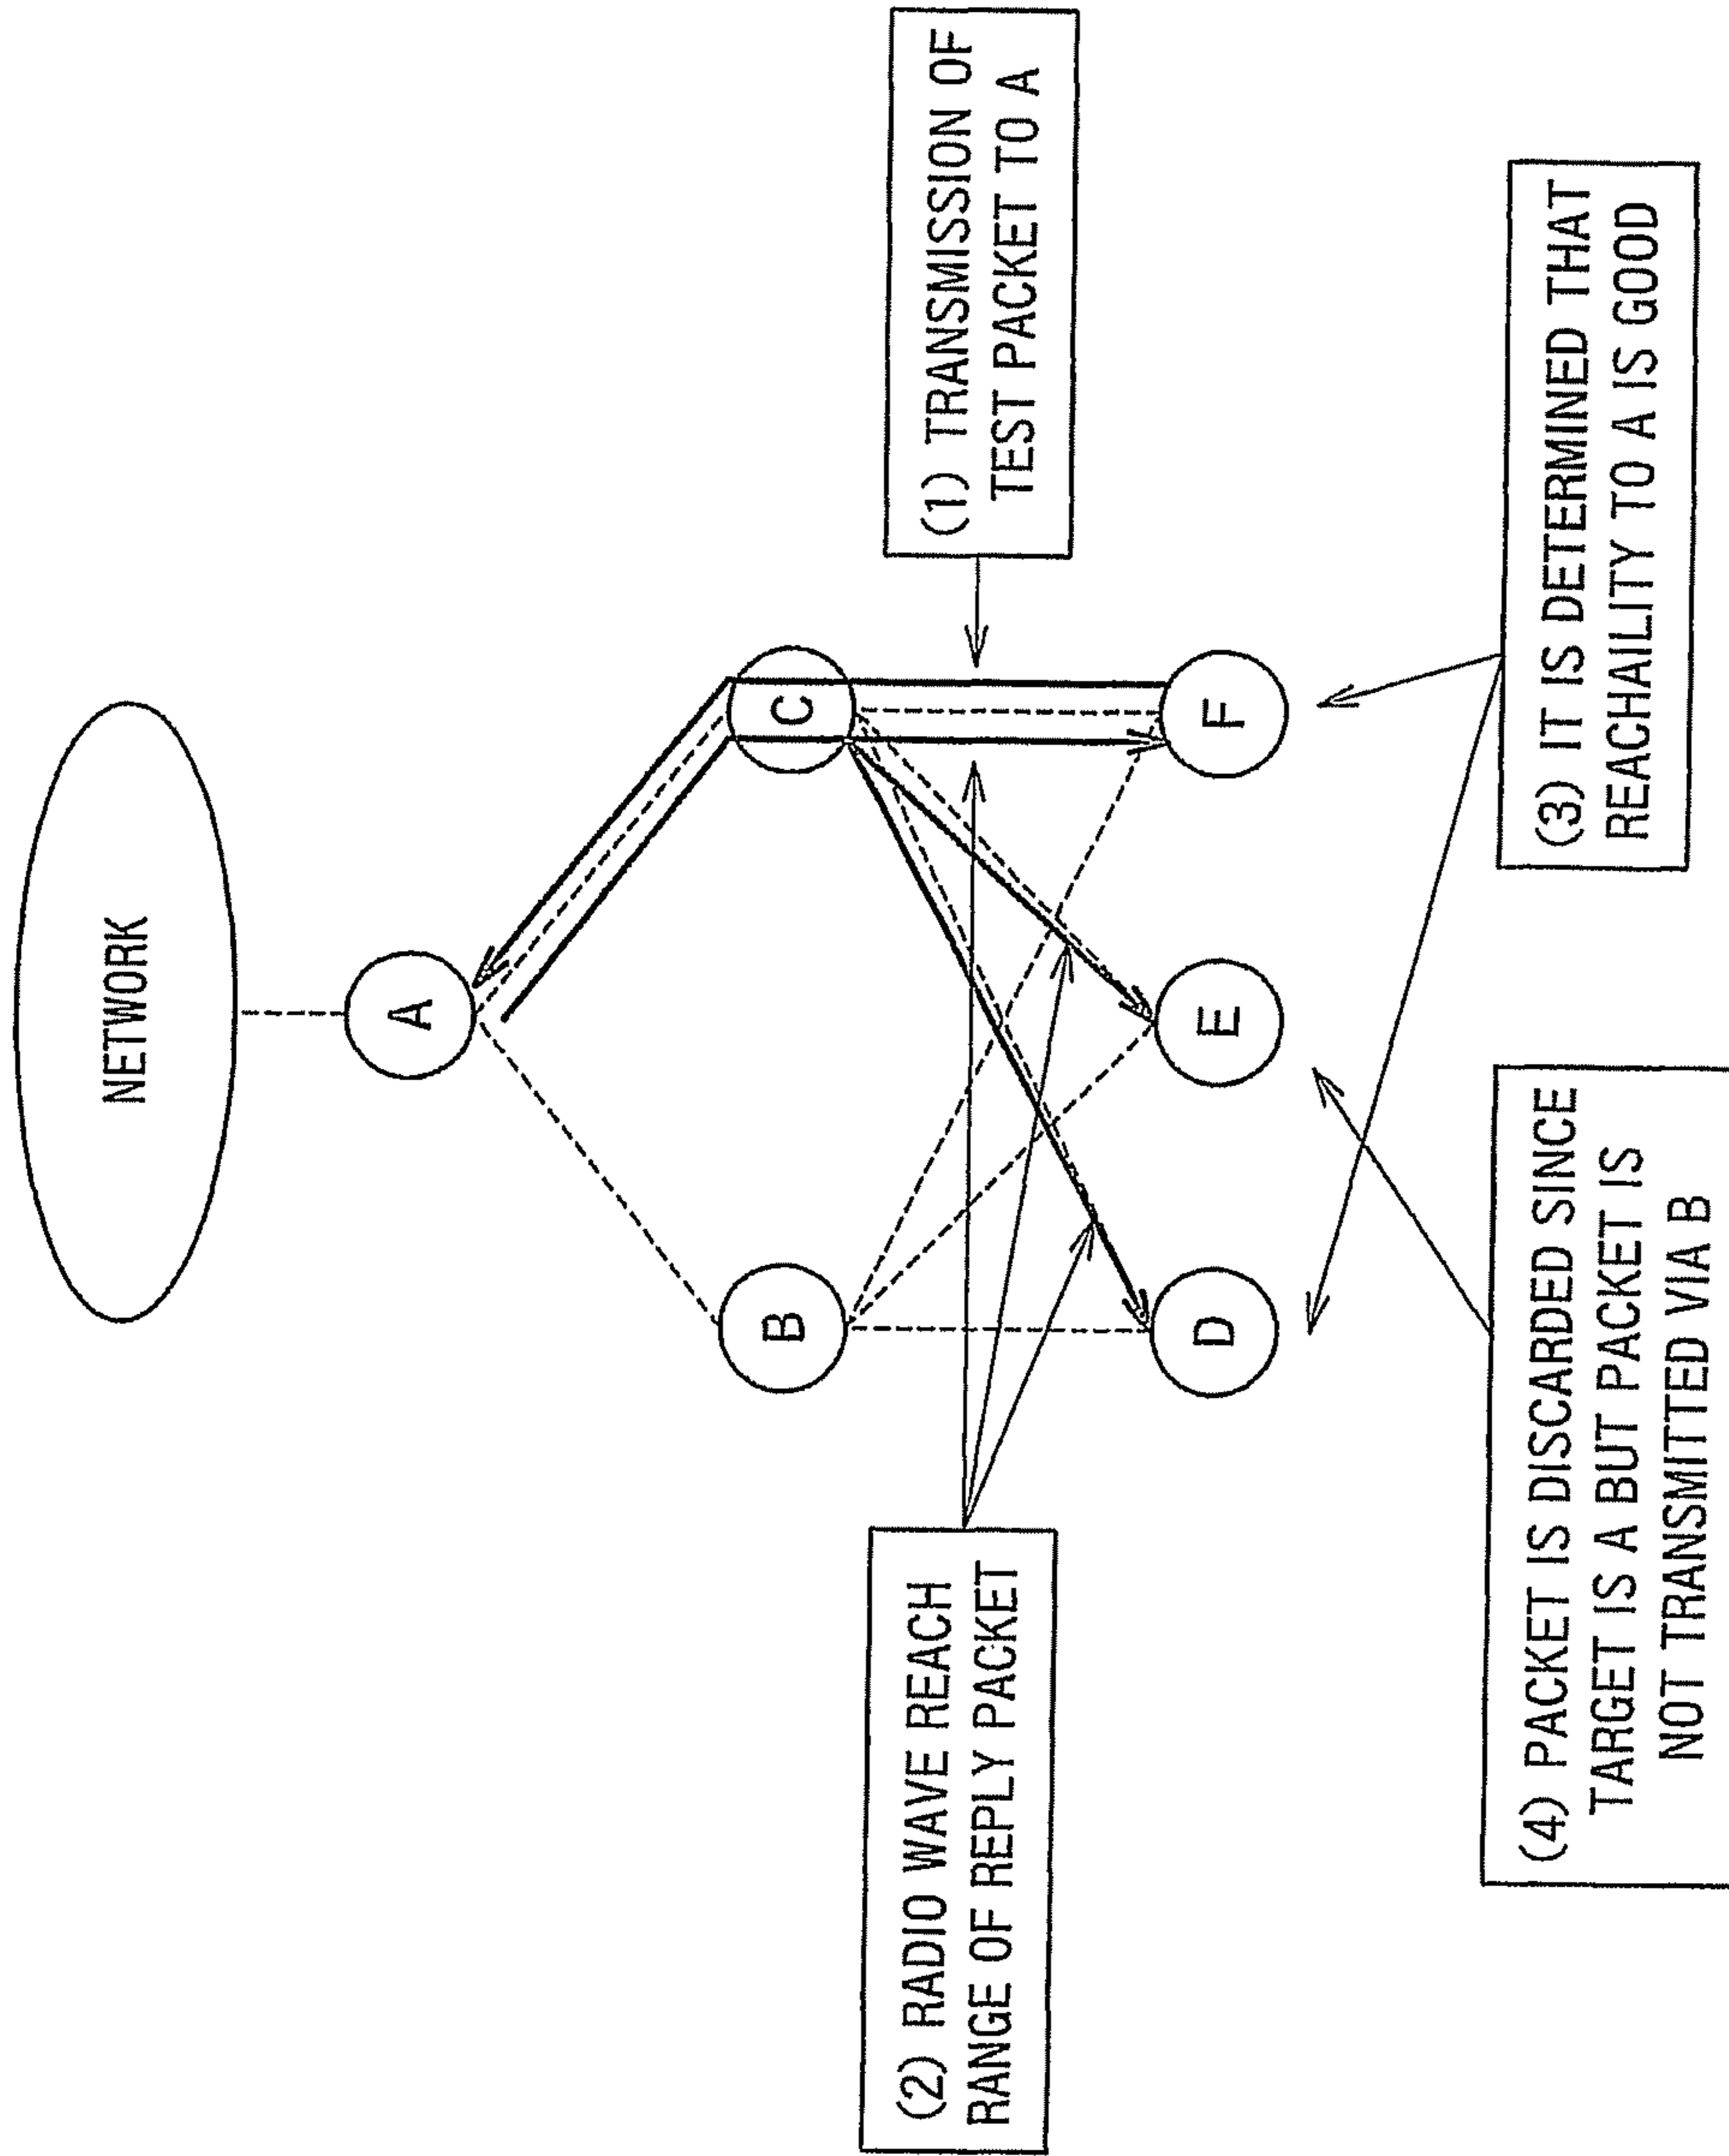 NETWORK
A
B
C
D
E
F
(1) TRANSMISSION OF
TEST PACKET TO A
(2) RADIO WAVE REACH
RANGE OF REPLY PACKET
(3) IT IS DETERMINED THAT
REACHAILITY TO A IS GOOD
(4) PACKET IS DISCARDED SINCE
TARGET IS A BUT PACKET IS
NOT TRANSMITTED VIA B